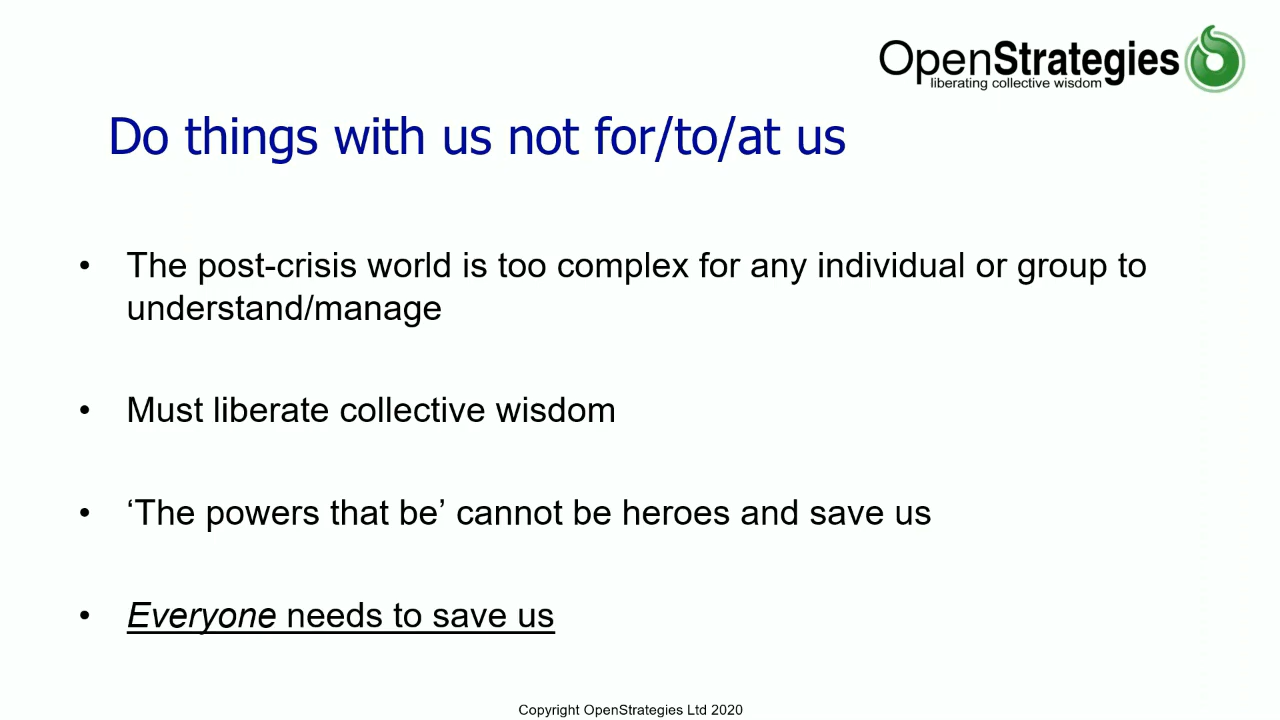 OpenStrategies
liberating collective wisdom
Do things with us not for/to/at us
• The post-crisis world is too complex for any individual or group to
understand/manage
• Must liberate collective wisdom
• ‘The powers that be’ cannot be heroes and save us
• Everyone needs to save us
Copyright OpenStrategies Ltd 2020